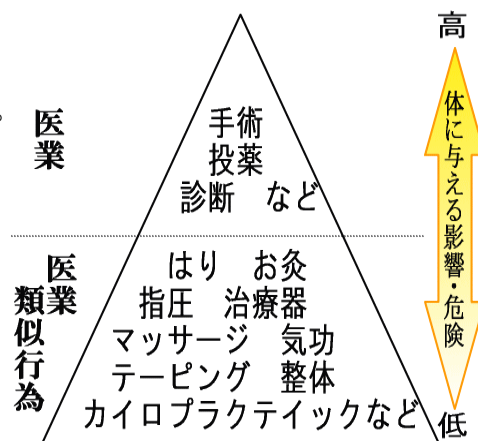 高
医業
手術
投薬
診断 など
体に与える影響・危険
医業
類似行為
はり お灸
指圧 治療器
マッサージ 気功
テーピング 整体
カイロプラクテイックなど
低